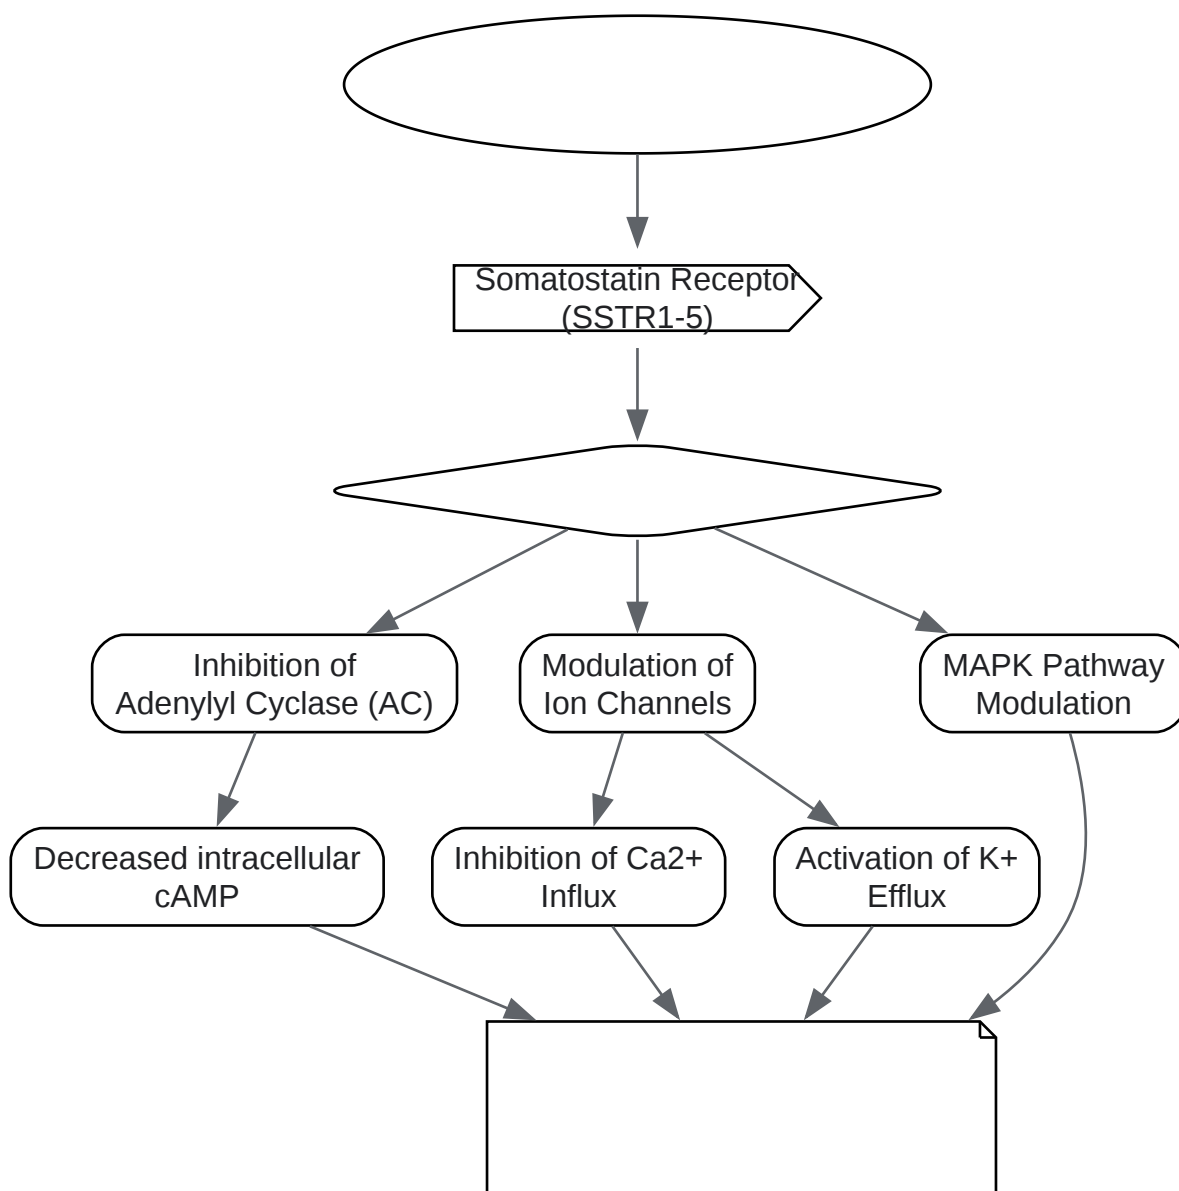 Somatostatin Receptor
(SSTR1-5)
Inhibition of
Adenylyl Cyclase (AC)
Modulation of
Ion Channels
MAPK Pathway
Modulation
Decreased intracellular
cAMP
Inhibition of Ca2+
Influx
Activation of K+
Efflux